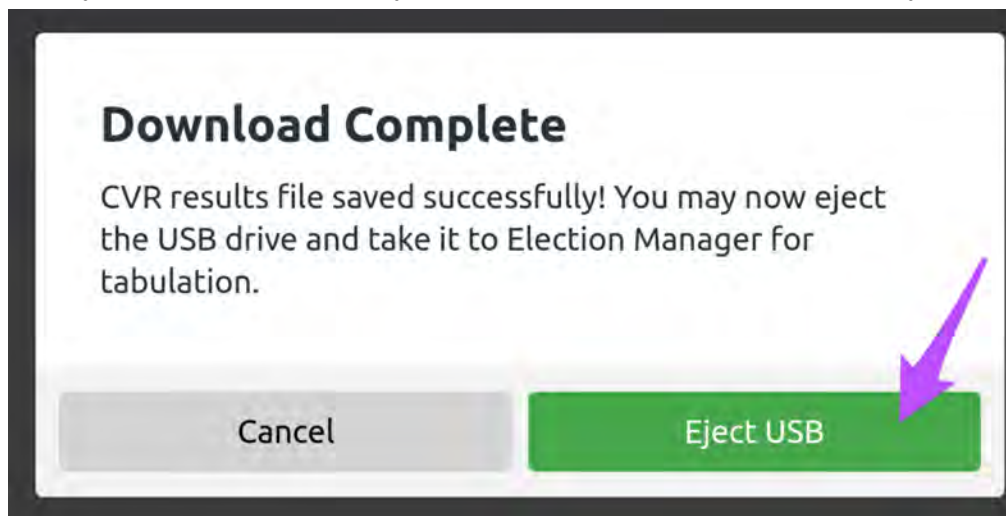 Download Complete
CVR results file saved successfully! You may now eject
the USB drive and take it to Election Manager for
tabulation.
Cancel
Eject USB